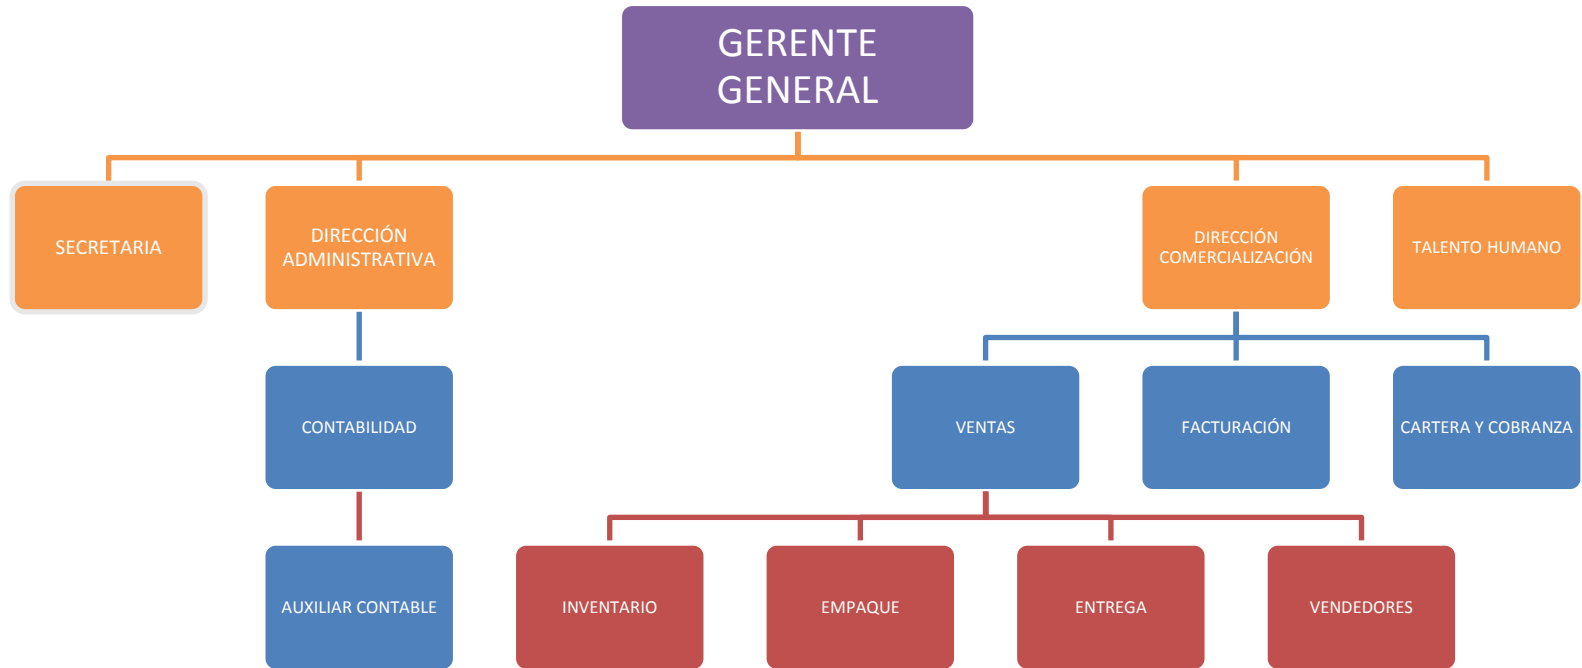 GERENTE
GENERAL
SECRETARIA
DIRECCIÓN
ADMINISTRATIVA
DIRECCIÓN
COMERCIALIZACIÓN
TALENTO HUMANO
CONTABILIDAD
VENTAS
FACTURACIÓN
CARTERA Y COBRANZA
AUXILIAR CONTABLE
INVENTARIO
EMPAQUE
ENTREGA
VENDEDORES